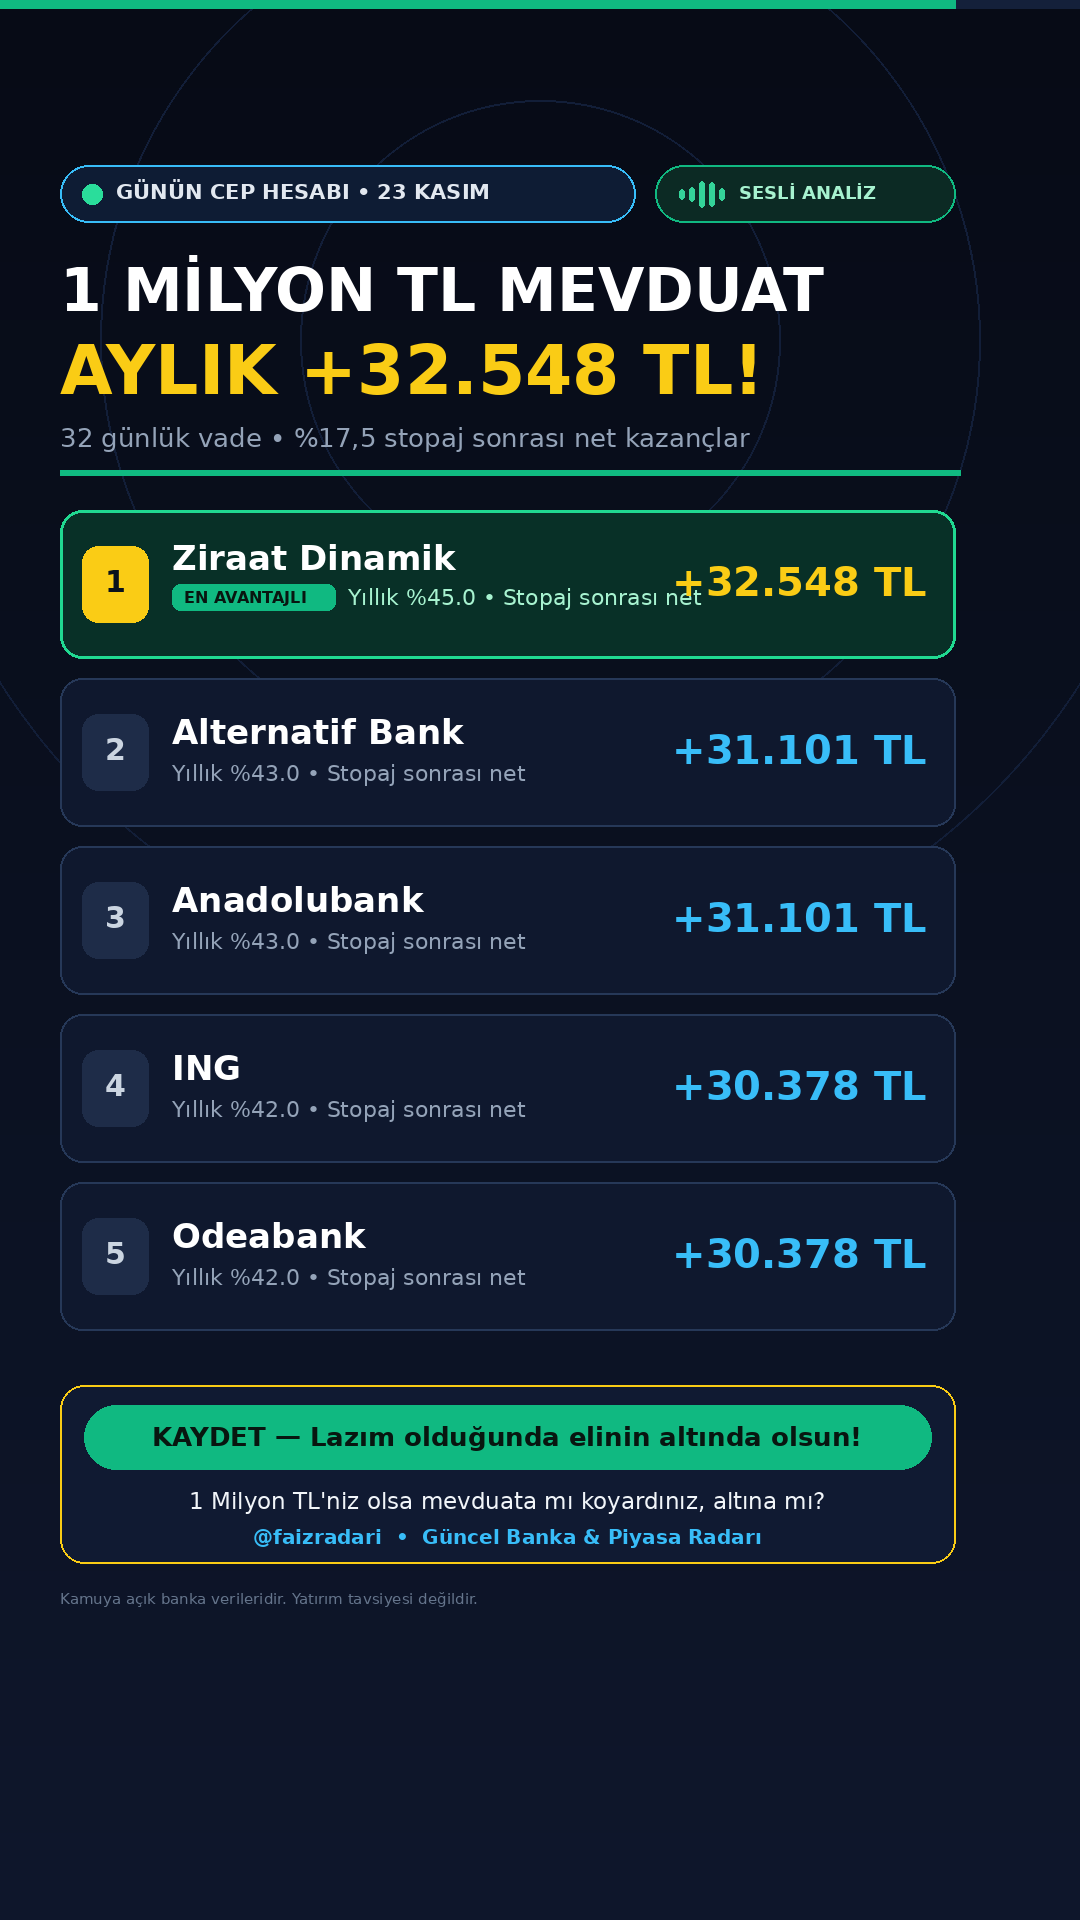 GÜNÜN CEP HESABI • 23 KASIM
SESLİ ANALİZ
1 MİLYON TL MEVDUAT
AYLIK +32.548 TL!
32 günlük vade • %17,5 stopaj sonrası net kazançlar
1
Ziraat Dinamik
EN AVANTAJLI
Yıllık %45.0 • Stopaj sonrası net
+32.548 TL
2
Alternatif Bank
Yıllık %43.0 • Stopaj sonrası net
+31.101 TL
3
Anadolubank
Yıllık %43.0 • Stopaj sonrası net
+31.101 TL
4
ING
Yıllık %42.0 • Stopaj sonrası net
+30.378 TL
5
Odeabank
Yıllık %42.0 • Stopaj sonrası net
+30.378 TL
KAYDET — Lazım olduğunda elinin altında olsun!
1 Milyon TL'niz olsa mevduata mı koyardınız, altına mı?
@faizradari • Güncel Banka & Piyasa Radarı
Kamuya açık banka verileridir. Yatırım tavsiyesi değildir.